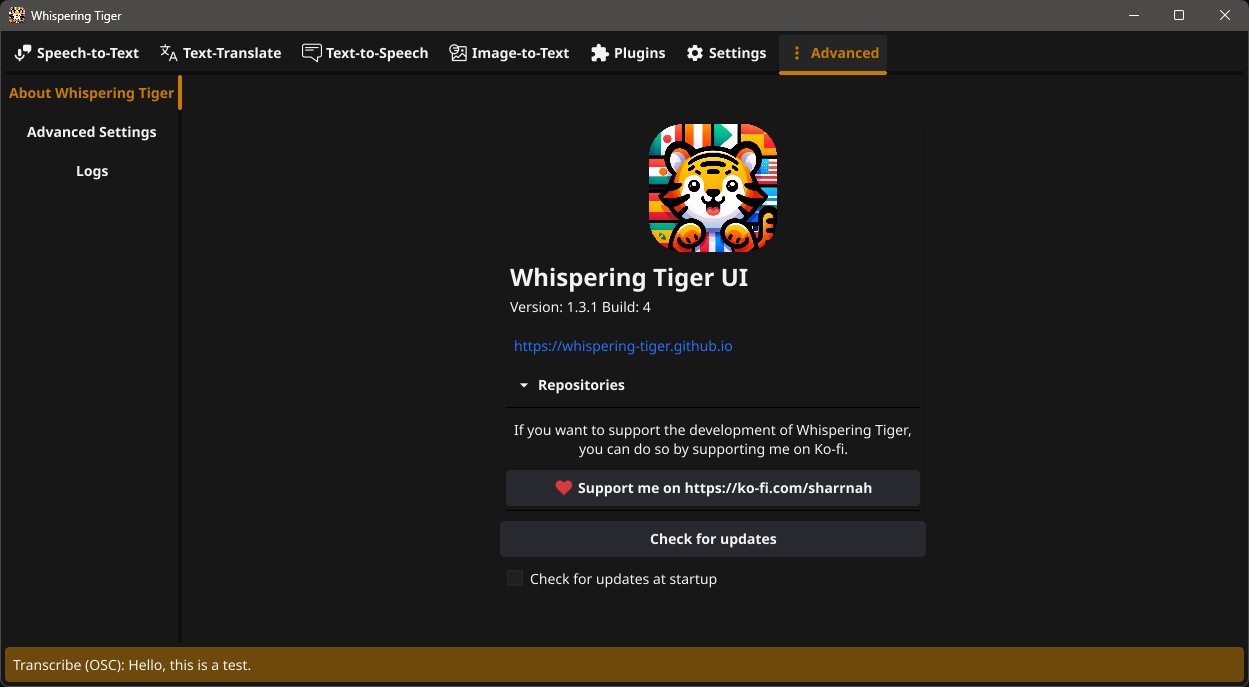 Whispering Tiger
Speech-to-Text
Text-Translate
Text-to-Speech
Image-to-Text
Plugins
Settings
Advanced
About Whispering Tiger
Advanced Settings
Logs
Whispering Tiger UI
Version: 1.3.1 Build: 4
https://whispering-tiger.github.io
Repositories
If you want to support the development of Whispering Tiger,
you can do so by supporting me on Ko-fi.
Support me on https://ko-fi.com/sharrnah
Check for updates
Check for updates at startup
Transcribe (OSC): Hello, this is a test.